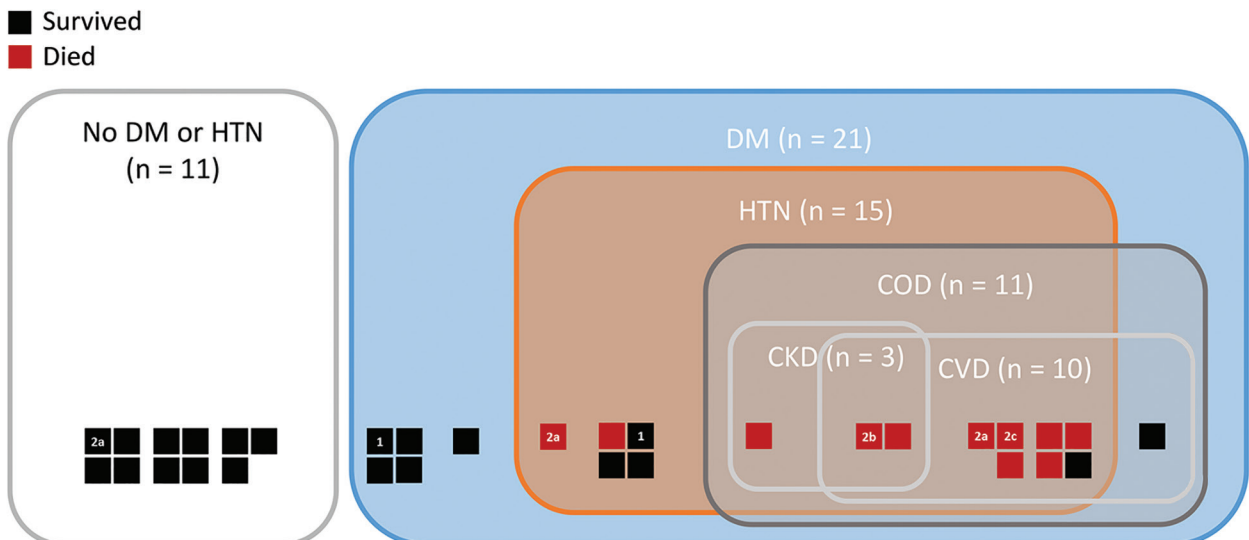 Survived
Died
No DM or HTN
(n = 11)
DM (n = 21)
HTN (n = 15)
COD (n = 11)
CKD (n = 3)
CVD (n = 10)
2a
1
2a
1
2b
2a
2c